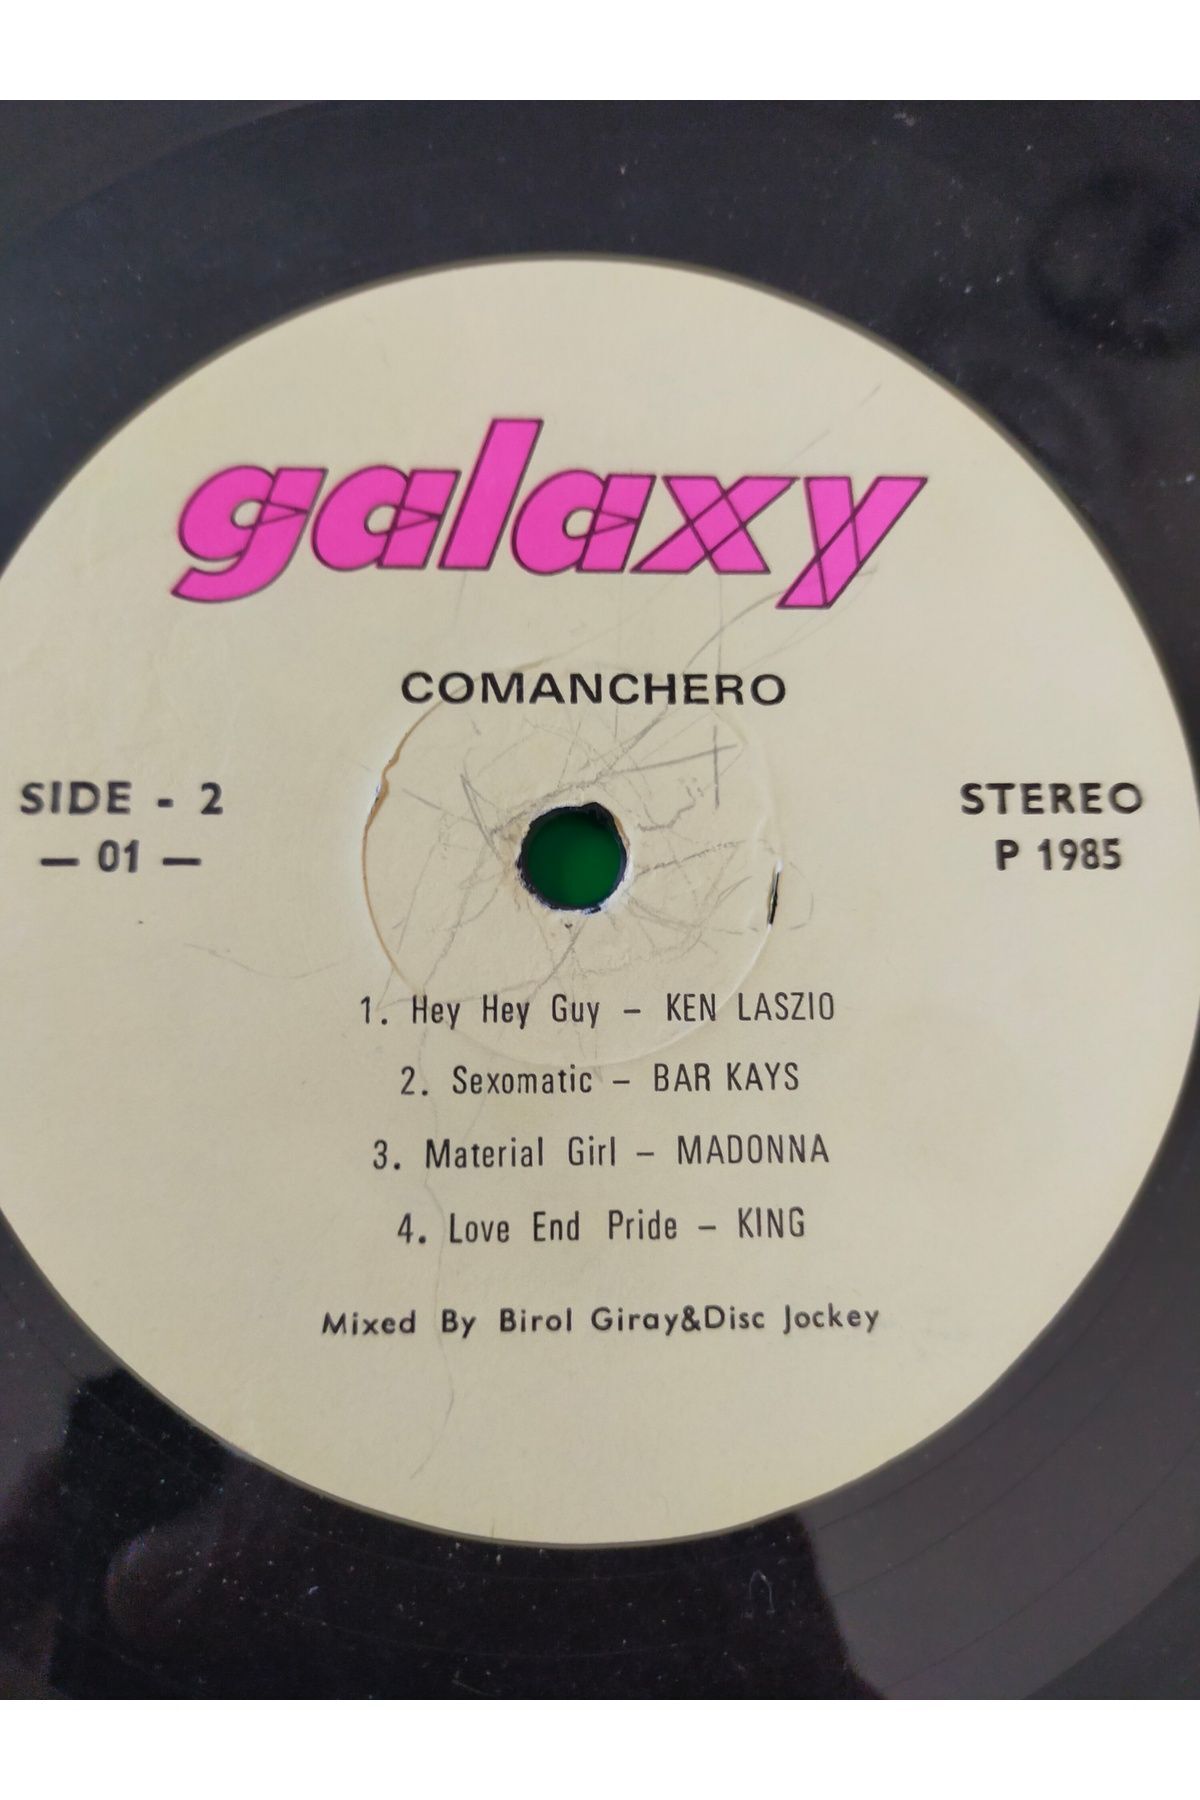 galaxy
COMANCHERO
SIDE - 2
— 01 —
STEREO
P 1985
1. Hey Hey Guy – KEN LASZIO
2. Sexomatic – BAR KAYS
3. Material Girl – MADONNA
4. Love End Pride – KING
Mixed By Birol Giray&Disc Jockey